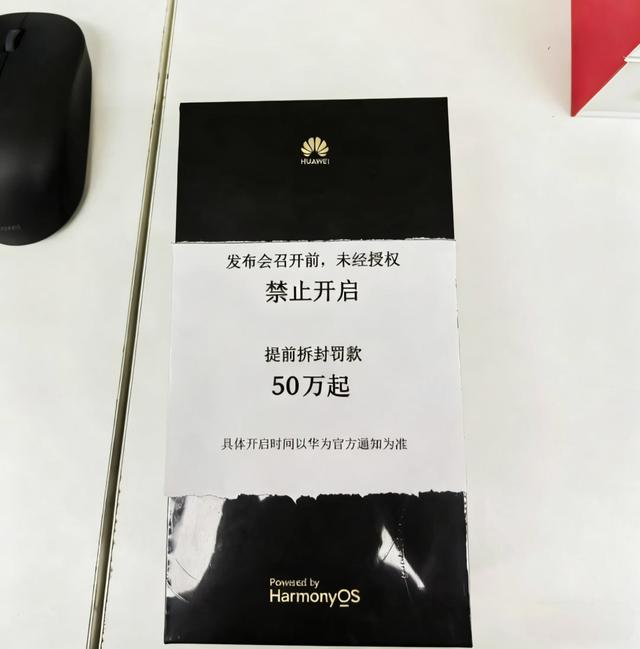 HUAWEI
发布会召开前，未经授权
禁止开启
提前拆封罚款
50万起
具体开启时间以华为官方通知为准
Powered by
HarmonyOS